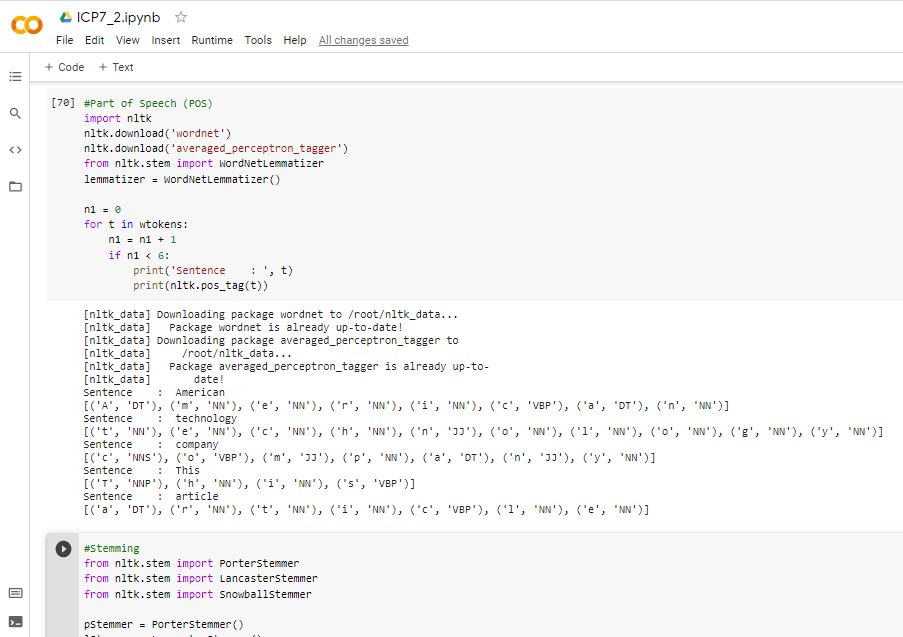 ICP7_2.ipynb
File Edit View Insert Runtime Tools Help All changes saved
+ Code + Text
[70] #Part of Speech (POS)
import nltk
nltk.download('wordnet')
nltk.download('averaged_perceptron_tagger')
from nltk.stem import WordNetLemmatizer
lemmatizer = WordNetLemmatizer()
n1 = 0
for t in wtokens:
    n1 = n1 + 1
    if n1 < 6:
        print('Sentence    : ', t)
        print(nltk.pos_tag(t))
[nltk_data] Downloading package wordnet to /root/nltk_data...
[nltk_data]   Package wordnet is already up-to-date!
[nltk_data] Downloading package averaged_perceptron_tagger to
[nltk_data]     /root/nltk_data...
[nltk_data]   Package averaged_perceptron_tagger is already up-to-
[nltk_data]       date!
Sentence    :  American
[('A', 'DT'), ('m', 'NN'), ('e', 'NN'), ('r', 'NN'), ('i', 'NN'), ('c', 'VBP'), ('a', 'DT'), ('n', 'NN')]
Sentence    :  technology
[('t', 'NN'), ('e', 'NN'), ('c', 'NN'), ('h', 'NN'), ('n', 'JJ'), ('o', 'NN'), ('l', 'NN'), ('o', 'NN'), ('g', 'NN'), ('y', 'NN')]
Sentence    :  company
[('c', 'NNS'), ('o', 'VBP'), ('m', 'JJ'), ('p', 'NN'), ('a', 'DT'), ('n', 'JJ'), ('y', 'NN')]
Sentence    :  This
[('T', 'NNP'), ('h', 'NN'), ('i', 'NN'), ('s', 'VBP')]
Sentence    :  article
[('a', 'DT'), ('r', 'NN'), ('t', 'NN'), ('i', 'NN'), ('c', 'VBP'), ('l', 'NN'), ('e', 'NN')]
#Stemming
from nltk.stem import PorterStemmer
from nltk.stem import LancasterStemmer
from nltk.stem import SnowballStemmer
pStemmer = PorterStemmer()